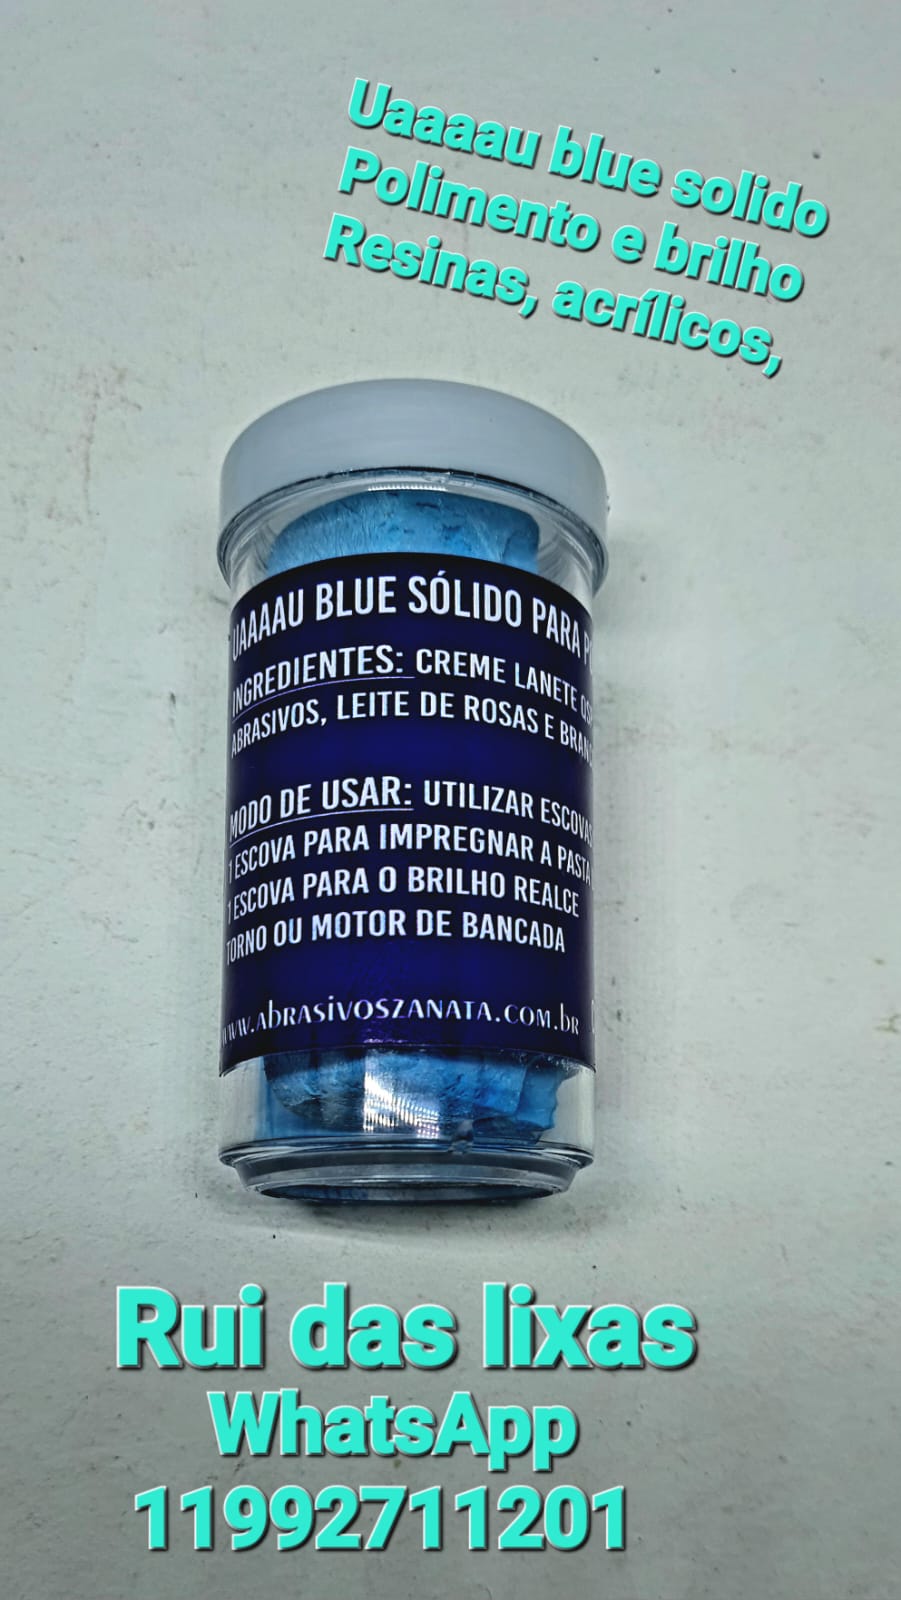 Uaaaau blue solido
Polimento e brilho
Resinas, acrílicos,
UAAAAU BLUE SÓLIDO PARA
INGREDIENTES: CREME LANETE
ABRASIVOS, LEITE DE ROSAS E
MODO DE USAR: UTILIZAR ESCOVAS
1 ESCOVA PARA IMPREGNAR A PASTA
1 ESCOVA PARA O BRILHO REALCE
TORNO OU MOTOR DE BANCADA
www.abrasivoszanata.com.br
Rui das lixas
WhatsApp
11992711201